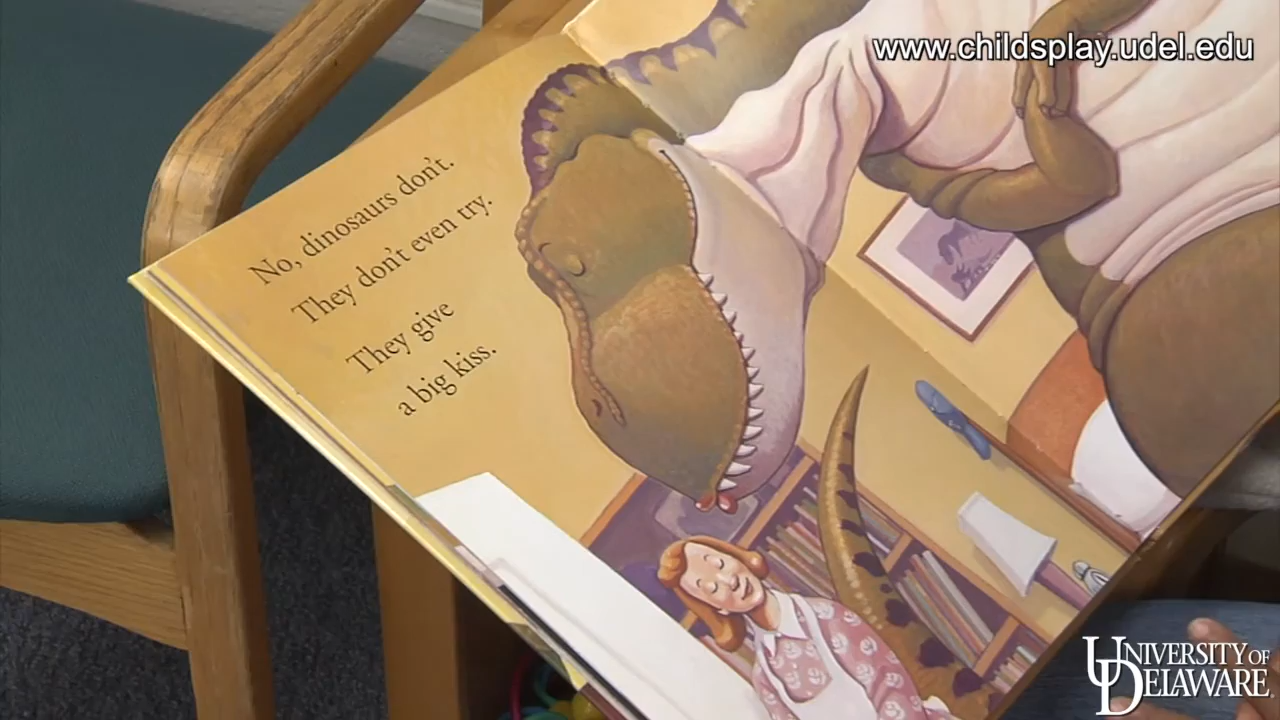 www.childsplay.udel.edu
No, dinosaurs don't.
They don't even try.
They give
a big kiss.
UNIVERSITY OF
DELAWARE